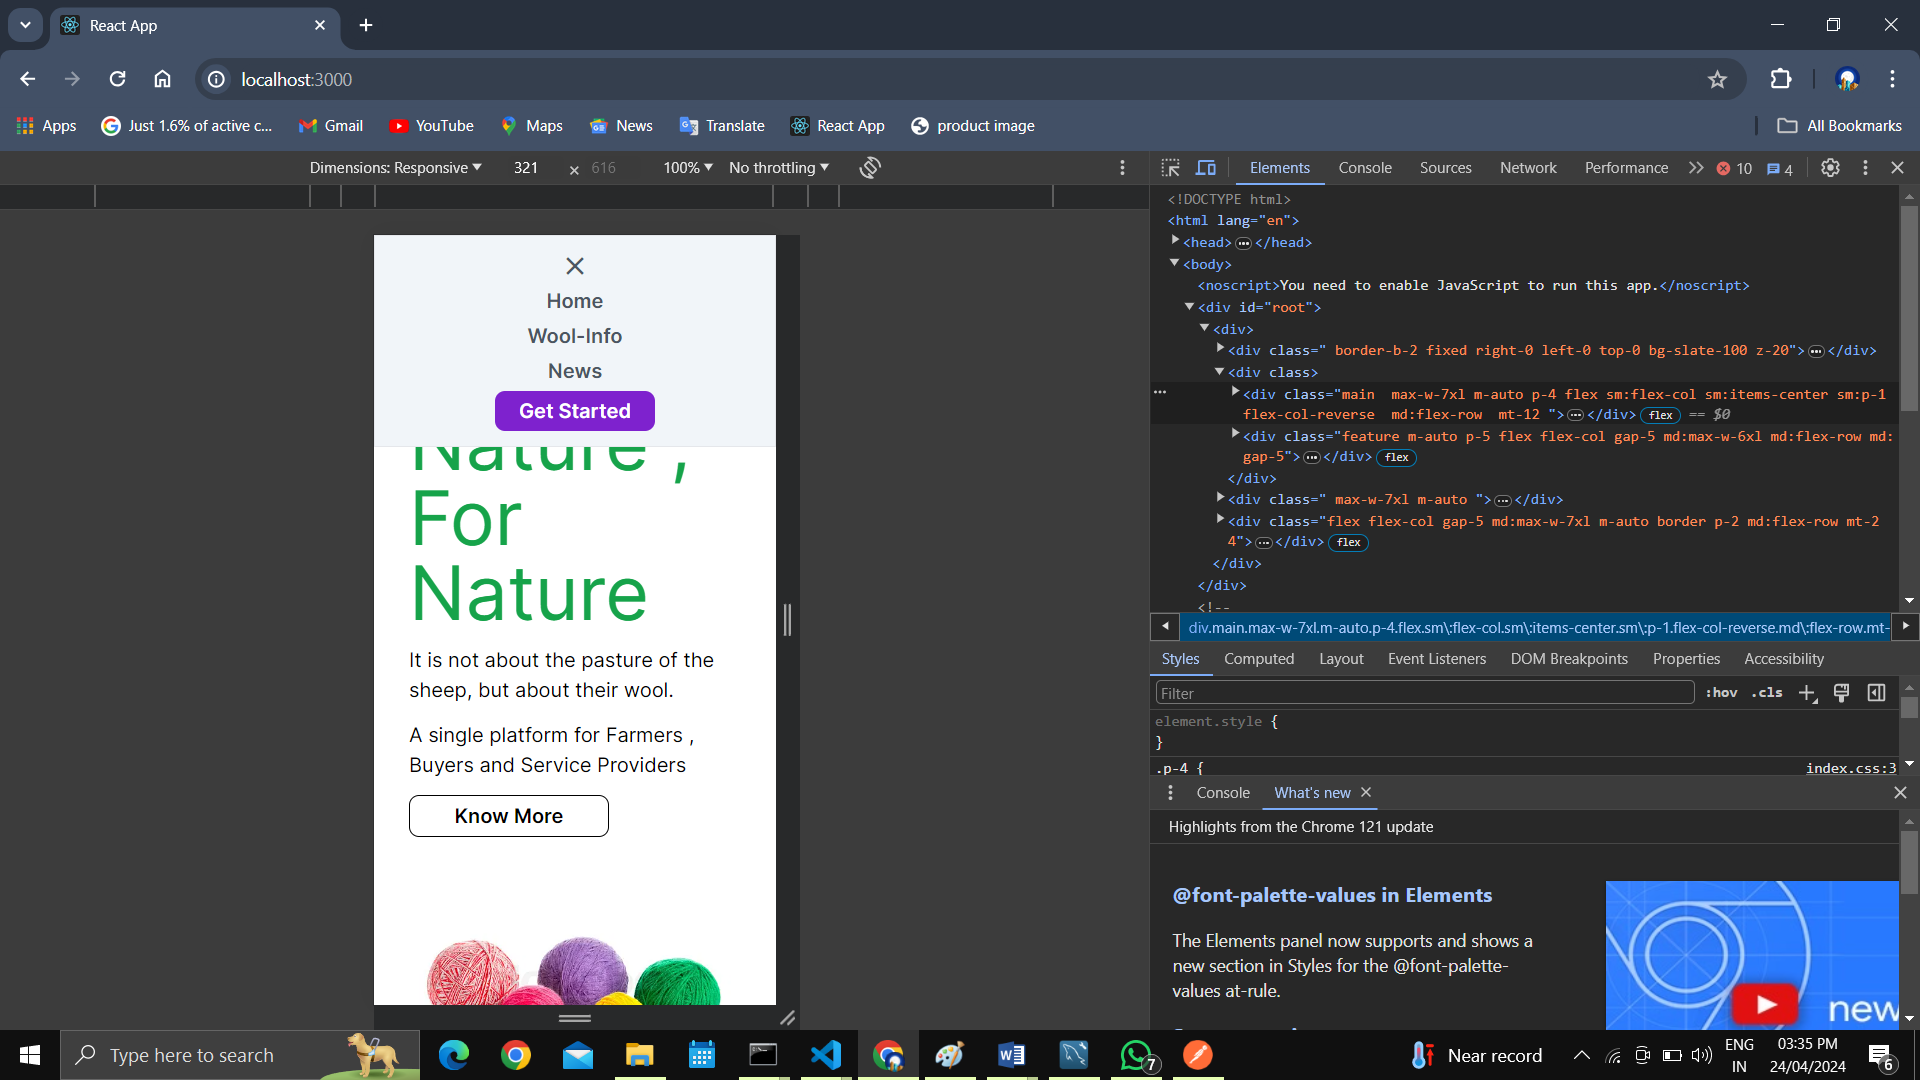 React App
localhost:3000
Apps
Just 1.6% of active c...
Gmail
YouTube
Maps
News
Translate
React App
product image
All Bookmarks
Dimensions: Responsive
321
×
616
100%
No throttling
Elements
Console
Sources
Network
Performance
10
4
Home
Wool-Info
News
Get Started
Nature ,
For
Nature
It is not about the pasture of the
sheep, but about their wool.
A single platform for Farmers ,
Buyers and Service Providers
Know More
<!DOCTYPE html>
<html lang="en">
<head>…</head>
<body>
<noscript>You need to enable JavaScript to run this app.</noscript>
<div id="root">
<div>
<div class=" border-b-2 fixed right-0 left-0 top-0 bg-slate-100 z-20">…</div>
<div class>
<div class="main  max-w-7xl m-auto p-4 flex sm:flex-col sm:items-center sm:p-1
flex-col-reverse  md:flex-row  mt-12 ">…</div> flex == $0
<div class="feature m-auto p-5 flex flex-col gap-5 md:max-w-6xl md:flex-row md:
gap-5">…</div> flex
</div>
<div class=" max-w-7xl m-auto ">…</div>
<div class="flex flex-col gap-5 md:max-w-7xl m-auto border p-2 md:flex-row mt-2
4">…</div> flex
</div>
</div>
<!--
div.main.max-w-7xl.m-auto.p-4.flex.sm\:flex-col.sm\:items-center.sm\:p-1.flex-col-reverse.md\:flex-row.mt-
Styles
Computed
Layout
Event Listeners
DOM Breakpoints
Properties
Accessibility
Filter
:hov
.cls
element.style {
}
.p-4 {
index.css:3
Console
What's new
Highlights from the Chrome 121 update
@font-palette-values in Elements
The Elements panel now supports and shows a
new section in Styles for the @font-palette-
values at-rule.
new
Type here to search
7
Near record
ENG
IN
03:35 PM
24/04/2024
6